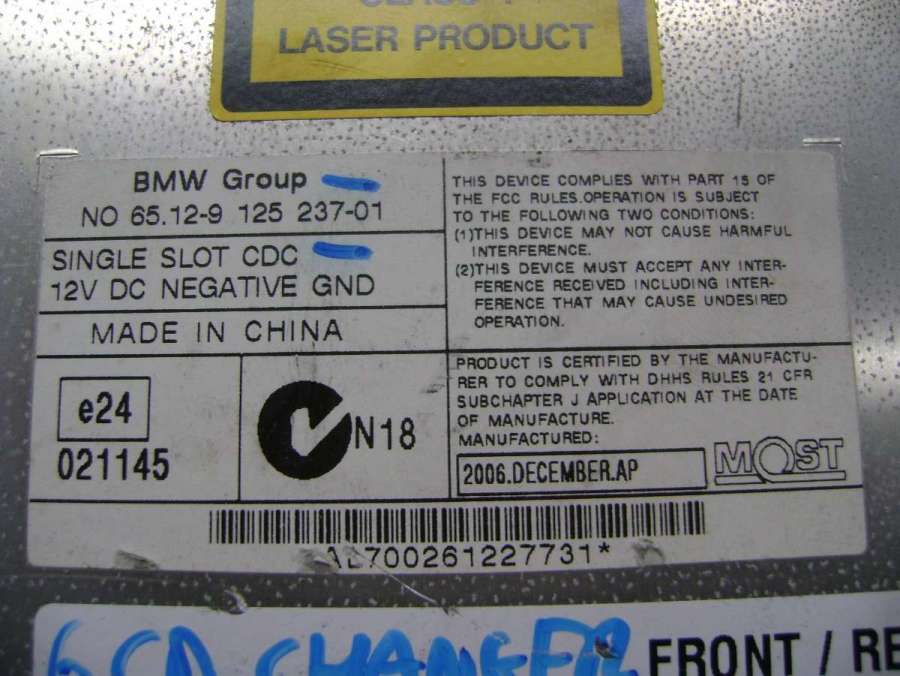 LASER PRODUCT
BMW Group
NO 65.12-9 125 237-01
SINGLE SLOT CDC
12V DC NEGATIVE GND
MADE IN CHINA
e24
021145
N18
THIS DEVICE COMPLIES WITH PART 15 OF
THE FCC RULES.OPERATION IS SUBJECT
TO THE FOLLOWING TWO CONDITIONS:
(1)THIS DEVICE MAY NOT CAUSE HARMFUL
INTERFERENCE.
(2)THIS DEVICE MUST ACCEPT ANY INTER-
FERENCE RECEIVED INCLUDING INTER-
FERENCE THAT MAY CAUSE UNDESIRED
OPERATION.
PRODUCT IS CERTIFIED BY THE MANUFACTU-
RER TO COMPLY WITH DHHS RULES 21 CFR
SUBCHAPTER J APPLICATION AT THE DATE
OF MANUFACTURE.
MANUFACTURED:
2006.DECEMBER.AP
MOST
AL700261227731*
6 CD CHANGER
FRONT / RE